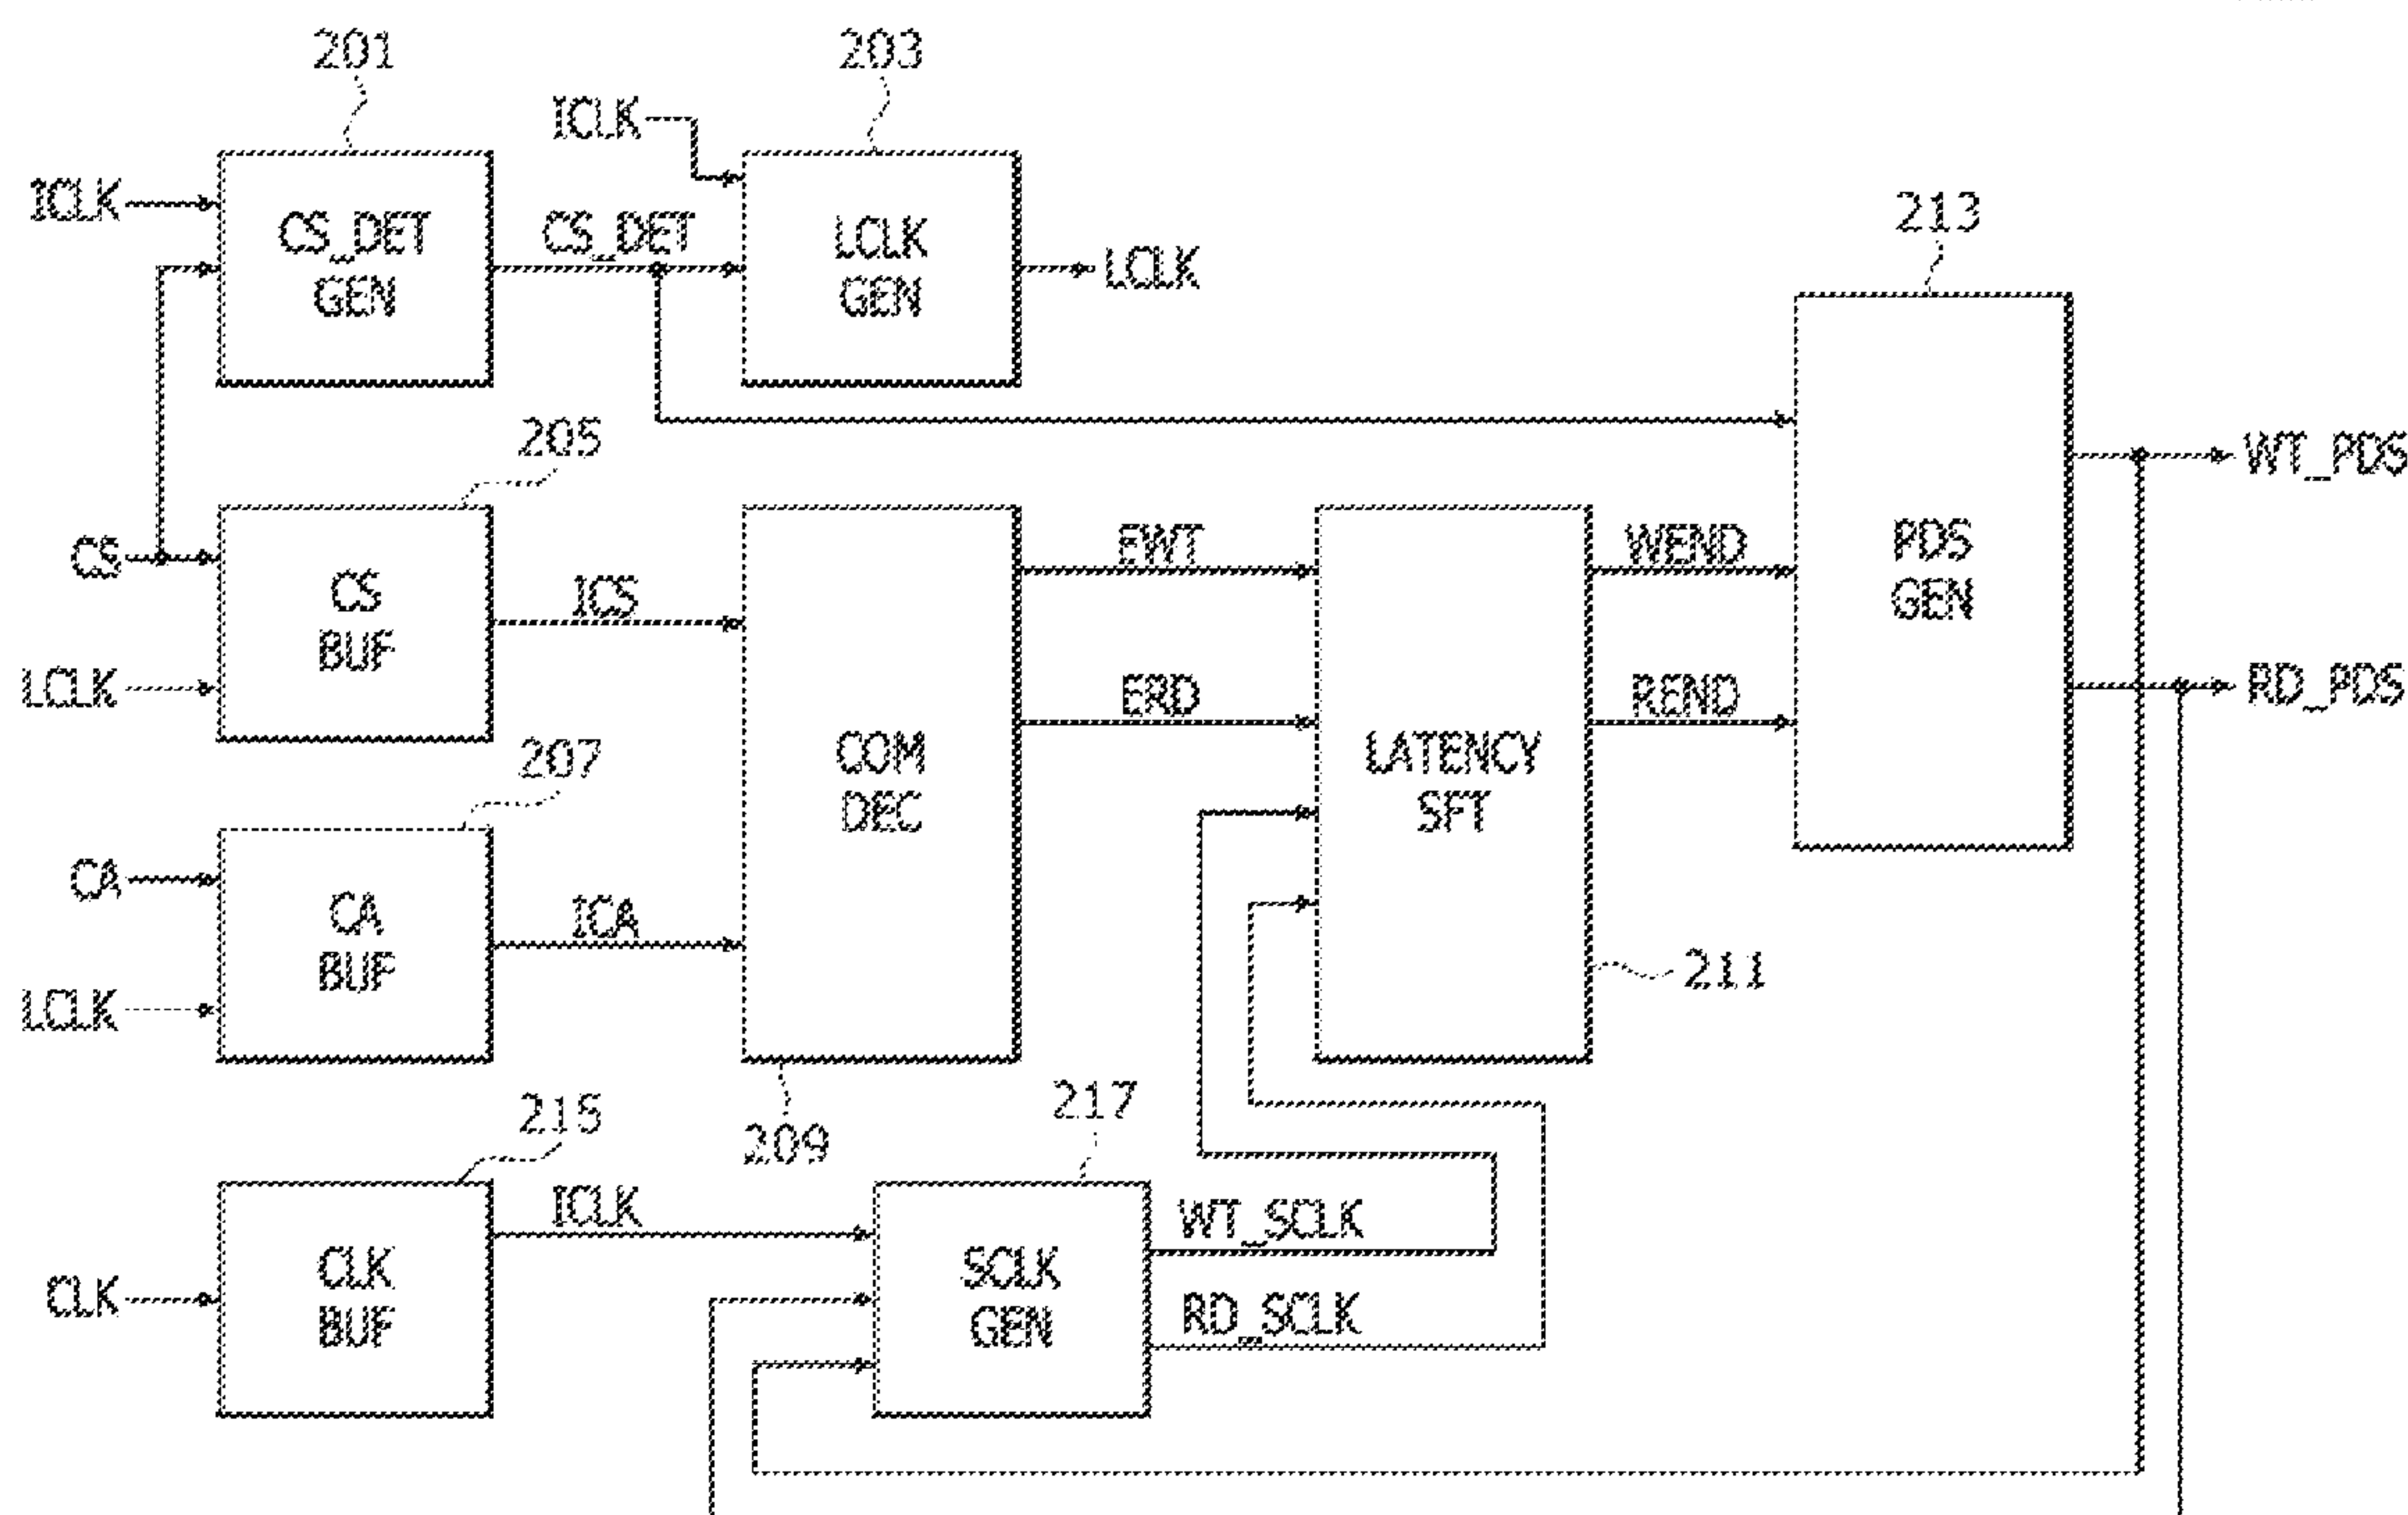 201
203
ICLK
ICLK
CS_DET
GEN
CS_DET
LCLK
GEN
LCLK
213
205
WT_PDS
CS
CS
BUF
ICS
EWT
WEND
PDS
GEN
LCLK
ERD
REND
RD_PDS
207
COM
DEC
LATENCY
SFT
CA
CA
BUF
ICA
211
LCLK
215
209
217
ICLK
WT_SCLK
CLK
CLK
BUF
SCLK
GEN
RD_SCLK